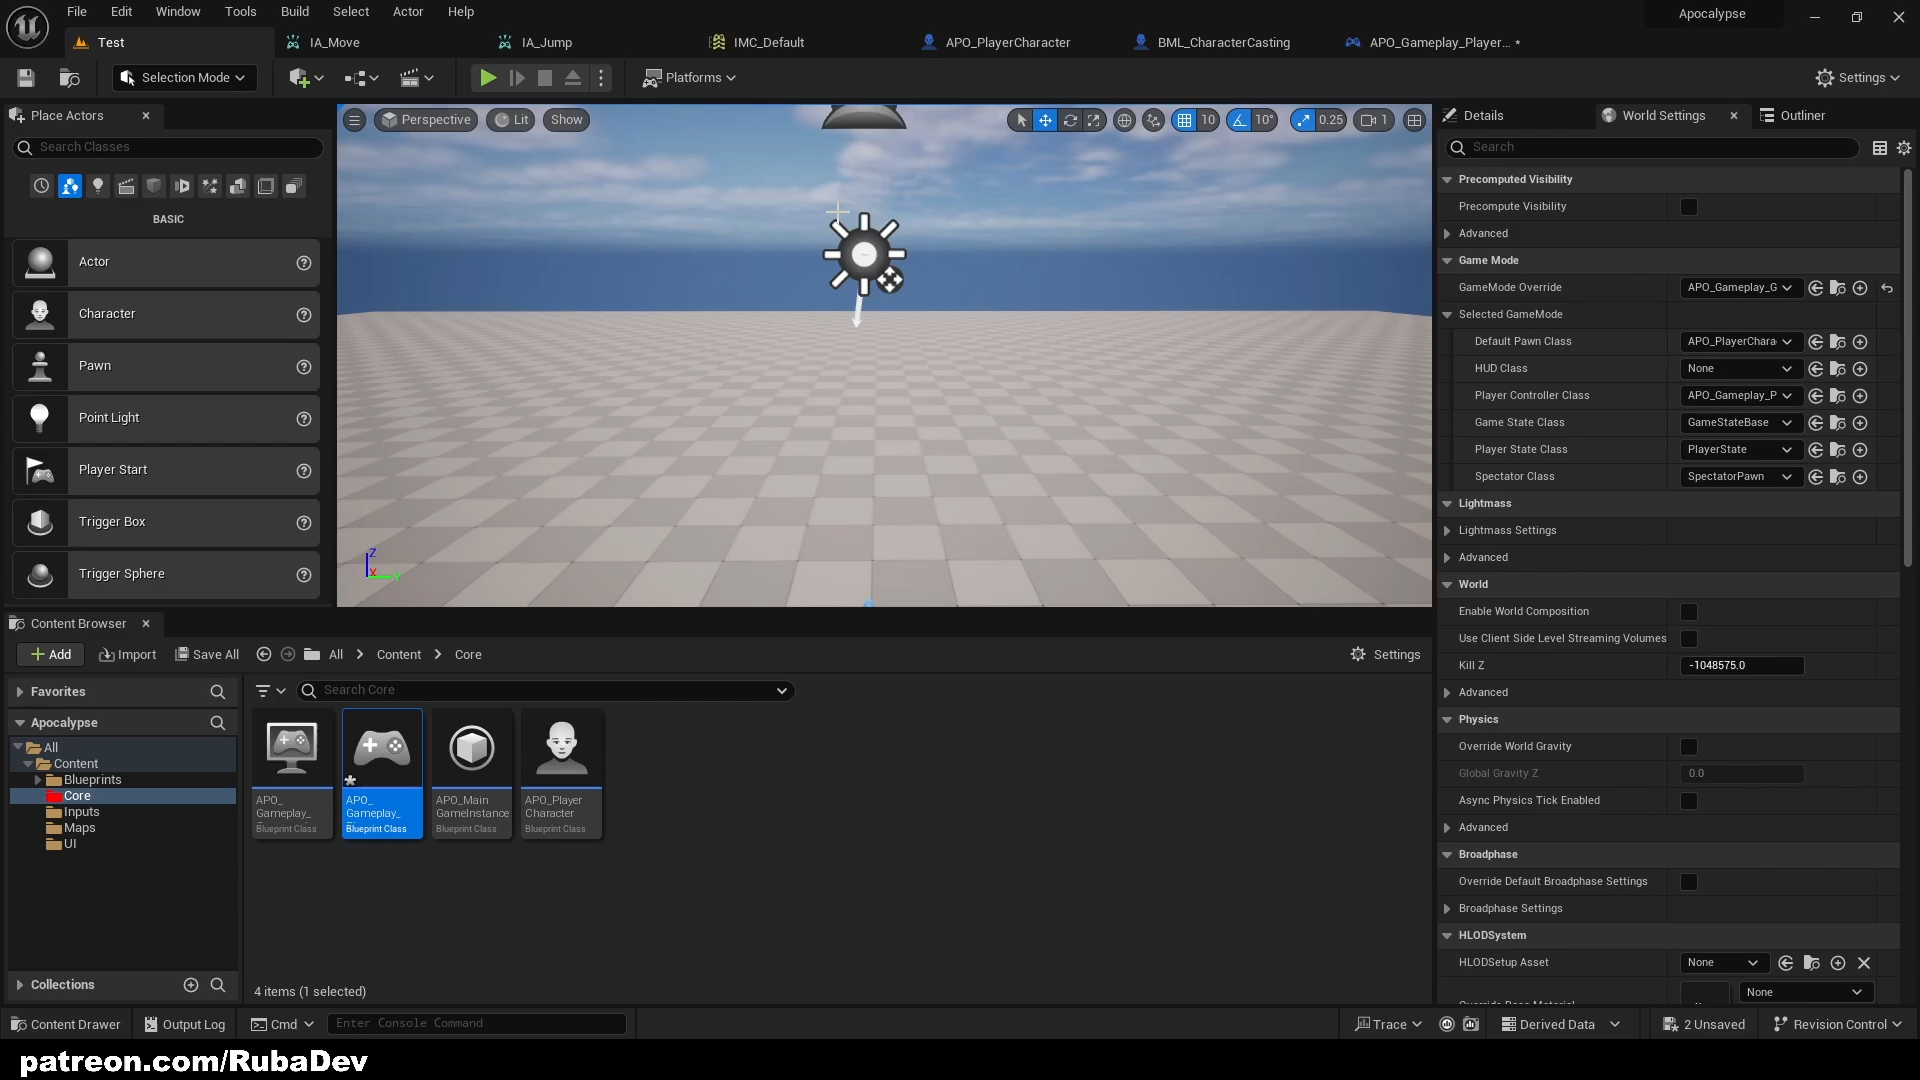 File Edit Window Tools Build Select Actor Help
Apocalypse
Test
IA_Move
IA_Jump
IMC_Default
APO_PlayerCharacter
BML_CharacterCasting
APO_Gameplay_Player... *
Selection Mode
Platforms
Settings
Place Actors
Search Classes
BASIC
Actor
Character
Pawn
Point Light
Player Start
Trigger Box
Trigger Sphere
Perspective
Lit
Show
10
10°
0.25
1
Z
X
Y
Details
World Settings
Outliner
Search
Precomputed Visibility
Precompute Visibility
Advanced
Game Mode
GameMode Override APO_Gameplay_G
Selected GameMode
Default Pawn Class APO_PlayerChara
HUD Class None
Player Controller Class APO_Gameplay_P
Game State Class GameStateBase
Player State Class PlayerState
Spectator Class SpectatorPawn
Lightmass
Lightmass Settings
Advanced
World
Enable World Composition
Use Client Side Level Streaming Volumes
Kill Z -1048575.0
Advanced
Physics
Override World Gravity
Global Gravity Z 0.0
Async Physics Tick Enabled
Advanced
Broadphase
Override Default Broadphase Settings
Broadphase Settings
HLODSystem
HLODSetup Asset None
None
Content Browser
Add Import Save All All > Content > Core
Settings
Favorites
Apocalypse
All
Content
Blueprints
Core
Inputs
Maps
UI
Collections
Search Core
APO_
Gameplay_
Blueprint Class
APO_
Gameplay_
Blueprint Class
APO_Main
GameInstance
Blueprint Class
APO_Player
Character
Blueprint Class
4 items (1 selected)
Content Drawer
Output Log
Cmd
Enter Console Command
Trace
Derived Data
2 Unsaved
Revision Control
patreon.com/RubaDev